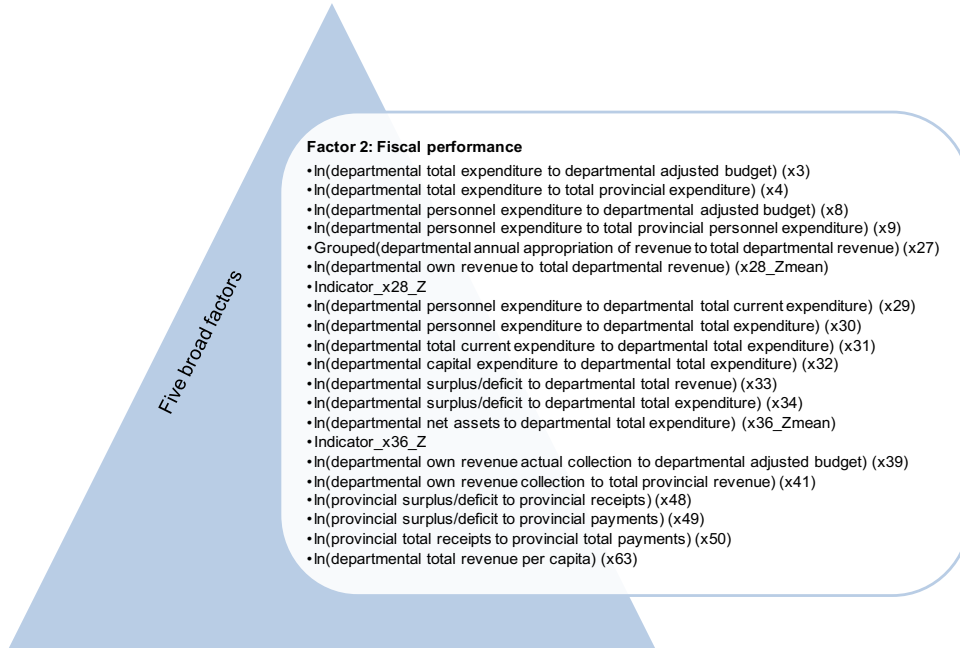 Five broad factors
Factor 2: Fiscal performance
•ln(departmental total expenditure to departmental adjusted budget) (x3)
•ln(departmental total expenditure to total provincial expenditure) (x4)
•ln(departmental personnel expenditure to departmental adjusted budget) (x8)
•ln(departmental personnel expenditure to total provincial personnel expenditure) (x9)
•Grouped(departmental annual appropriation of revenue to total departmental revenue) (x27)
•ln(departmental own revenue to total departmental revenue) (x28_Zmean)
•Indicator_x28_Z
•ln(departmental personnel expenditure to departmental total current expenditure) (x29)
•ln(departmental personnel expenditure to departmental total expenditure) (x30)
•ln(departmental total current expenditure to departmental total expenditure) (x31)
•ln(departmental capital expenditure to departmental total expenditure) (x32)
•ln(departmental surplus/deficit to departmental total revenue) (x33)
•ln(departmental surplus/deficit to departmental total expenditure) (x34)
•ln(departmental net assets to departmental total expenditure) (x36_Zmean)
•Indicator_x36_Z
•ln(departmental own revenue actual collection to departmental adjusted budget) (x39)
•ln(departmental own revenue collection to total provincial revenue) (x41)
•ln(provincial surplus/deficit to provincial receipts) (x48)
•ln(provincial surplus/deficit to provincial payments) (x49)
•ln(provincial total receipts to provincial total payments) (x50)
•ln(departmental total revenue per capita) (x63)